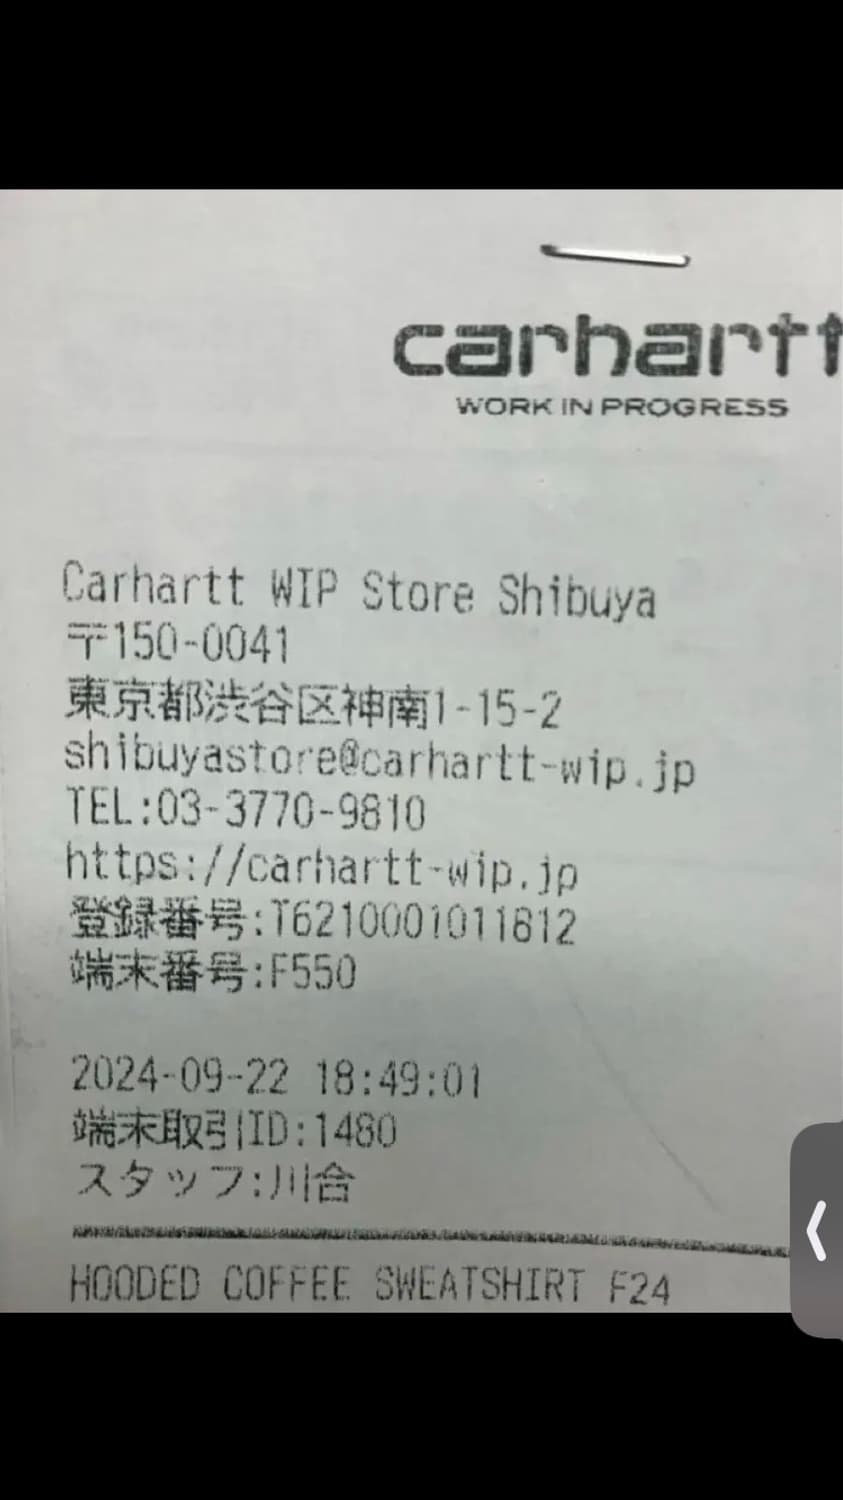 carhartt
WORK IN PROGRESS
Carhartt WIP Store Shibuya
〒150-0041
東京都渋谷区神南1-15-2
shibuyastore@carhartt-wip.jp
TEL:03-3770-9810
https://carhartt-wip.jp
登録番号:T6210001011812
端末番号:F550
2024-09-22 18:49:01
端末取引ID:1480
スタッフ:川合
HOODED COFFEE SWEATSHIRT F24